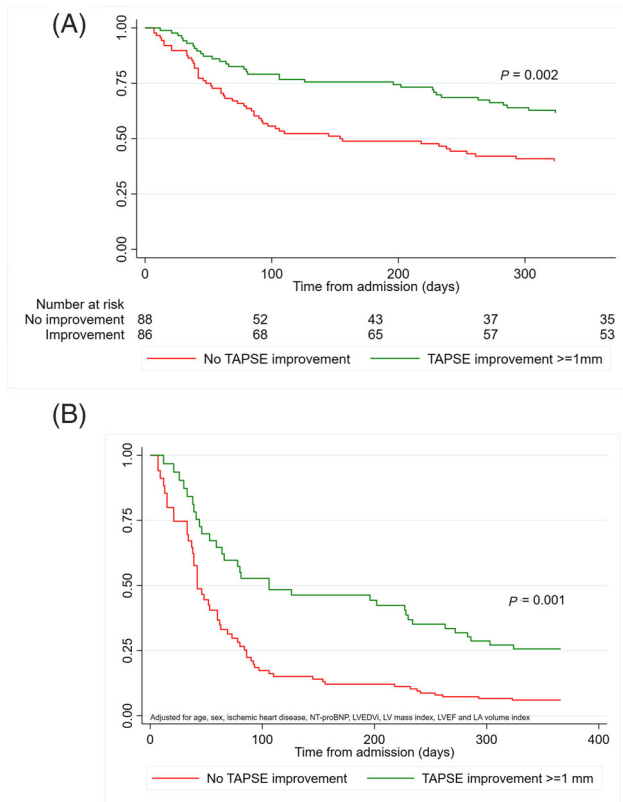 (A)
1.00
0.75
0.50
0.25
0.00
P = 0.002
0 100 200 300
Time from admission (days)
Number at risk
No improvement 88 52 43 37 35
Improvement 86 68 65 57 53
No TAPSE improvement TAPSE improvement >=1mm
(B)
1.00
0.75
0.50
0.25
0.00
P = 0.001
Adjusted for age, sex, ischemic heart disease, NT-proBNP, LVEDVi, LV mass index, LVEF and LA volume index
0 100 200 300 400
Time from admission (days)
No TAPSE improvement TAPSE improvement >=1 mm